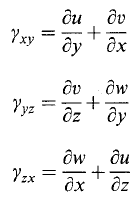 γxy = ∂u/∂y + ∂v/∂x
γyz = ∂v/∂z + ∂w/∂y
γzx = ∂w/∂x + ∂u/∂z